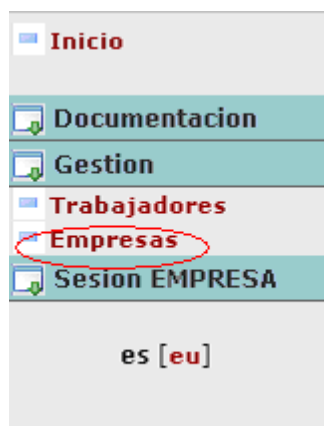 Inicio
Documentacion
Gestion
Trabajadores
Empresas
Sesion EMPRESA
es [eu]